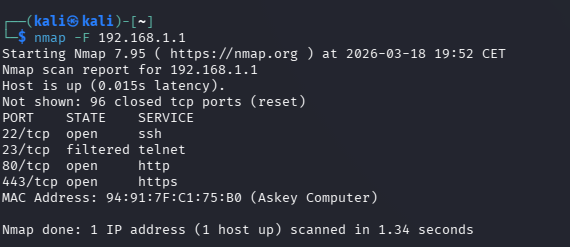 ┌──(kali㉿kali)-[~]
└─$ nmap -F 192.168.1.1
Starting Nmap 7.95 ( https://nmap.org ) at 2026-03-18 19:52 CET
Nmap scan report for 192.168.1.1
Host is up (0.015s latency).
Not shown: 96 closed tcp ports (reset)
PORT    STATE    SERVICE
22/tcp  open     ssh
23/tcp  filtered telnet
80/tcp  open     http
443/tcp open     https
MAC Address: 94:91:7F:C1:75:B0 (Askey Computer)

Nmap done: 1 IP address (1 host up) scanned in 1.34 seconds